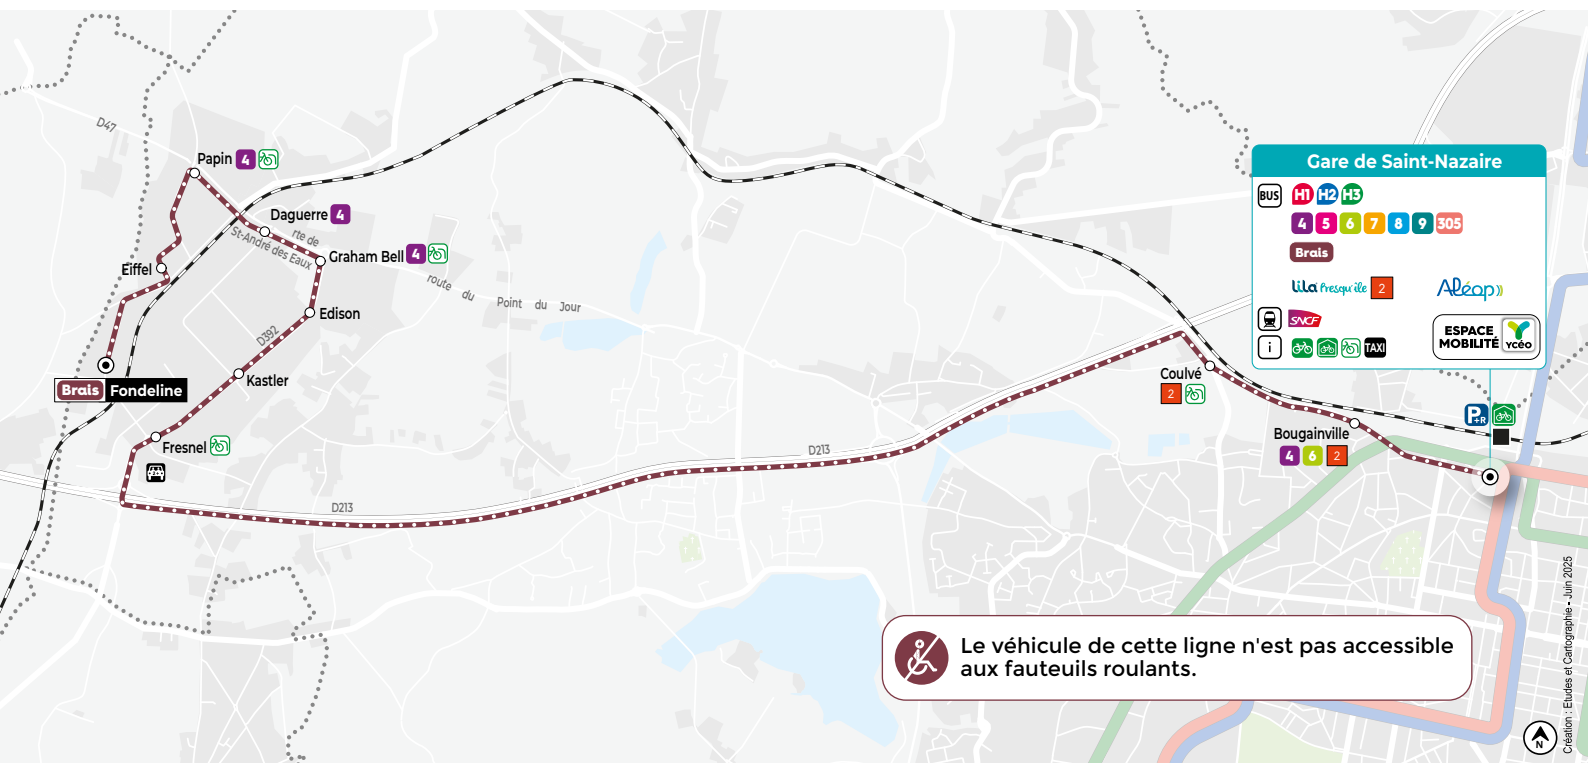 D47
Papin 4
Daguerre 4
rte de
St-André des Eaux
Graham Bell 4
Eiffel
route du Point du Jour
Edison
D392
Kastler
Brais Fondeline
Fresnel
D213
D213
Coulvé
2
Bougainville
4 6 2
Gare de Saint-Nazaire
BUS H1 H2 H3
4 5 6 7 8 9 305
Brais
Lila Presqu'île 2 Aléop
SNCF
ESPACE
MOBILITÉ YCÉO
i TAXI
P+R
Le véhicule de cette ligne n'est pas accessible
aux fauteuils roulants.
N
Création : Etudes et Cartographie - Juin 2025